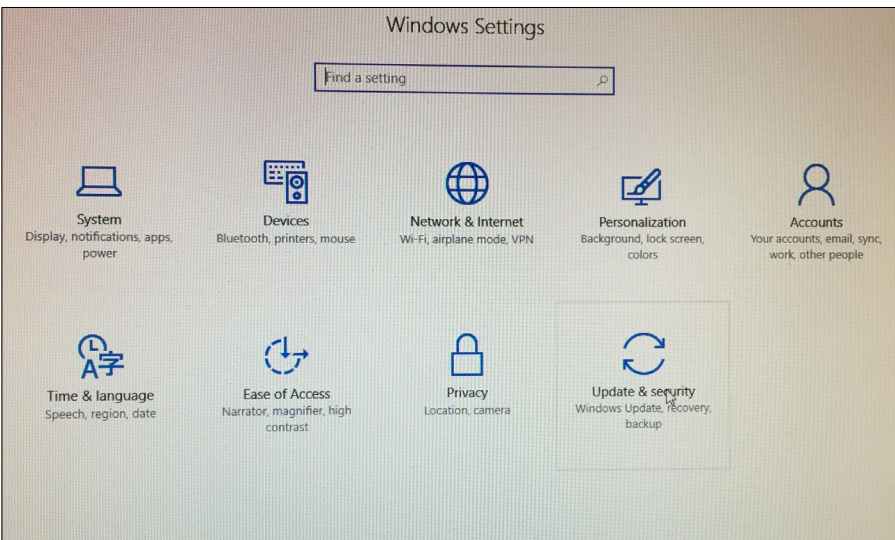 Windows Settings
Find a setting
System
Display, notifications, apps,
power
Devices
Bluetooth, printers, mouse
Network & Internet
Wi-Fi, airplane mode, VPN
Personalization
Background, lock screen,
colors
Accounts
Your accounts, email, sync,
work, other people
A字
Time & language
Speech, region, date
Ease of Access
Narrator, magnifier, high
contrast
Privacy
Location, camera
Update & security
Windows Update, recovery,
backup